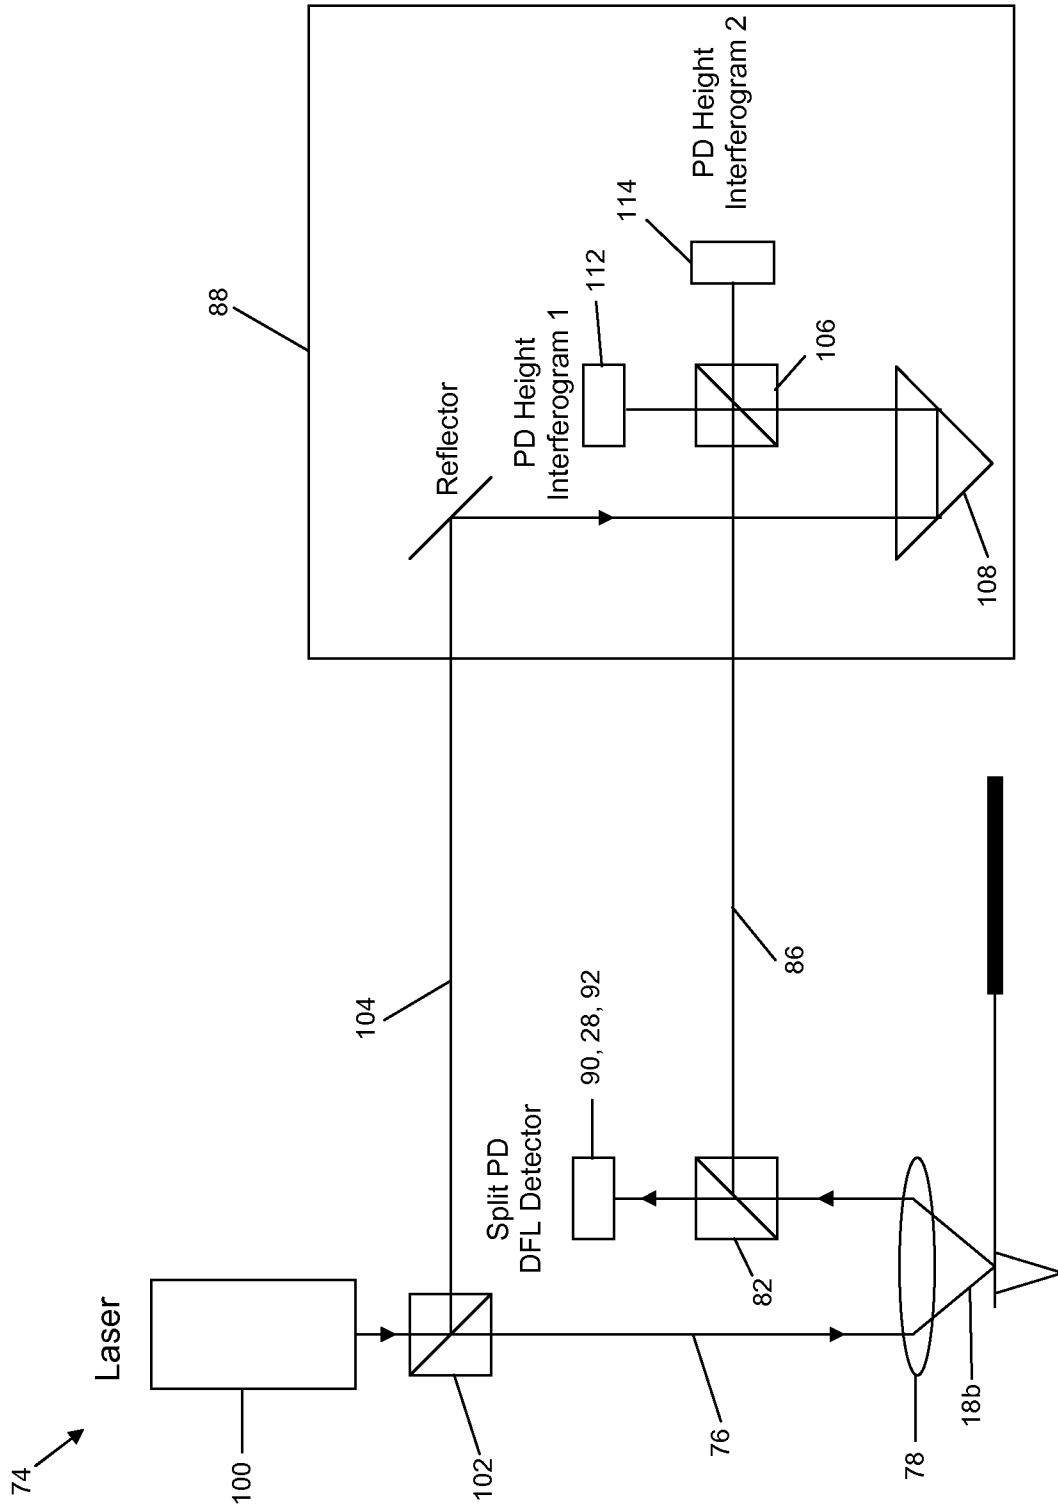 74
Laser
100
102
104
76
78
18b
82
Split PD
DFL Detector
90, 28, 92
86
88
Reflector
PD Height
Interferogram 1
112
114
PD Height
Interferogram 2
106
108